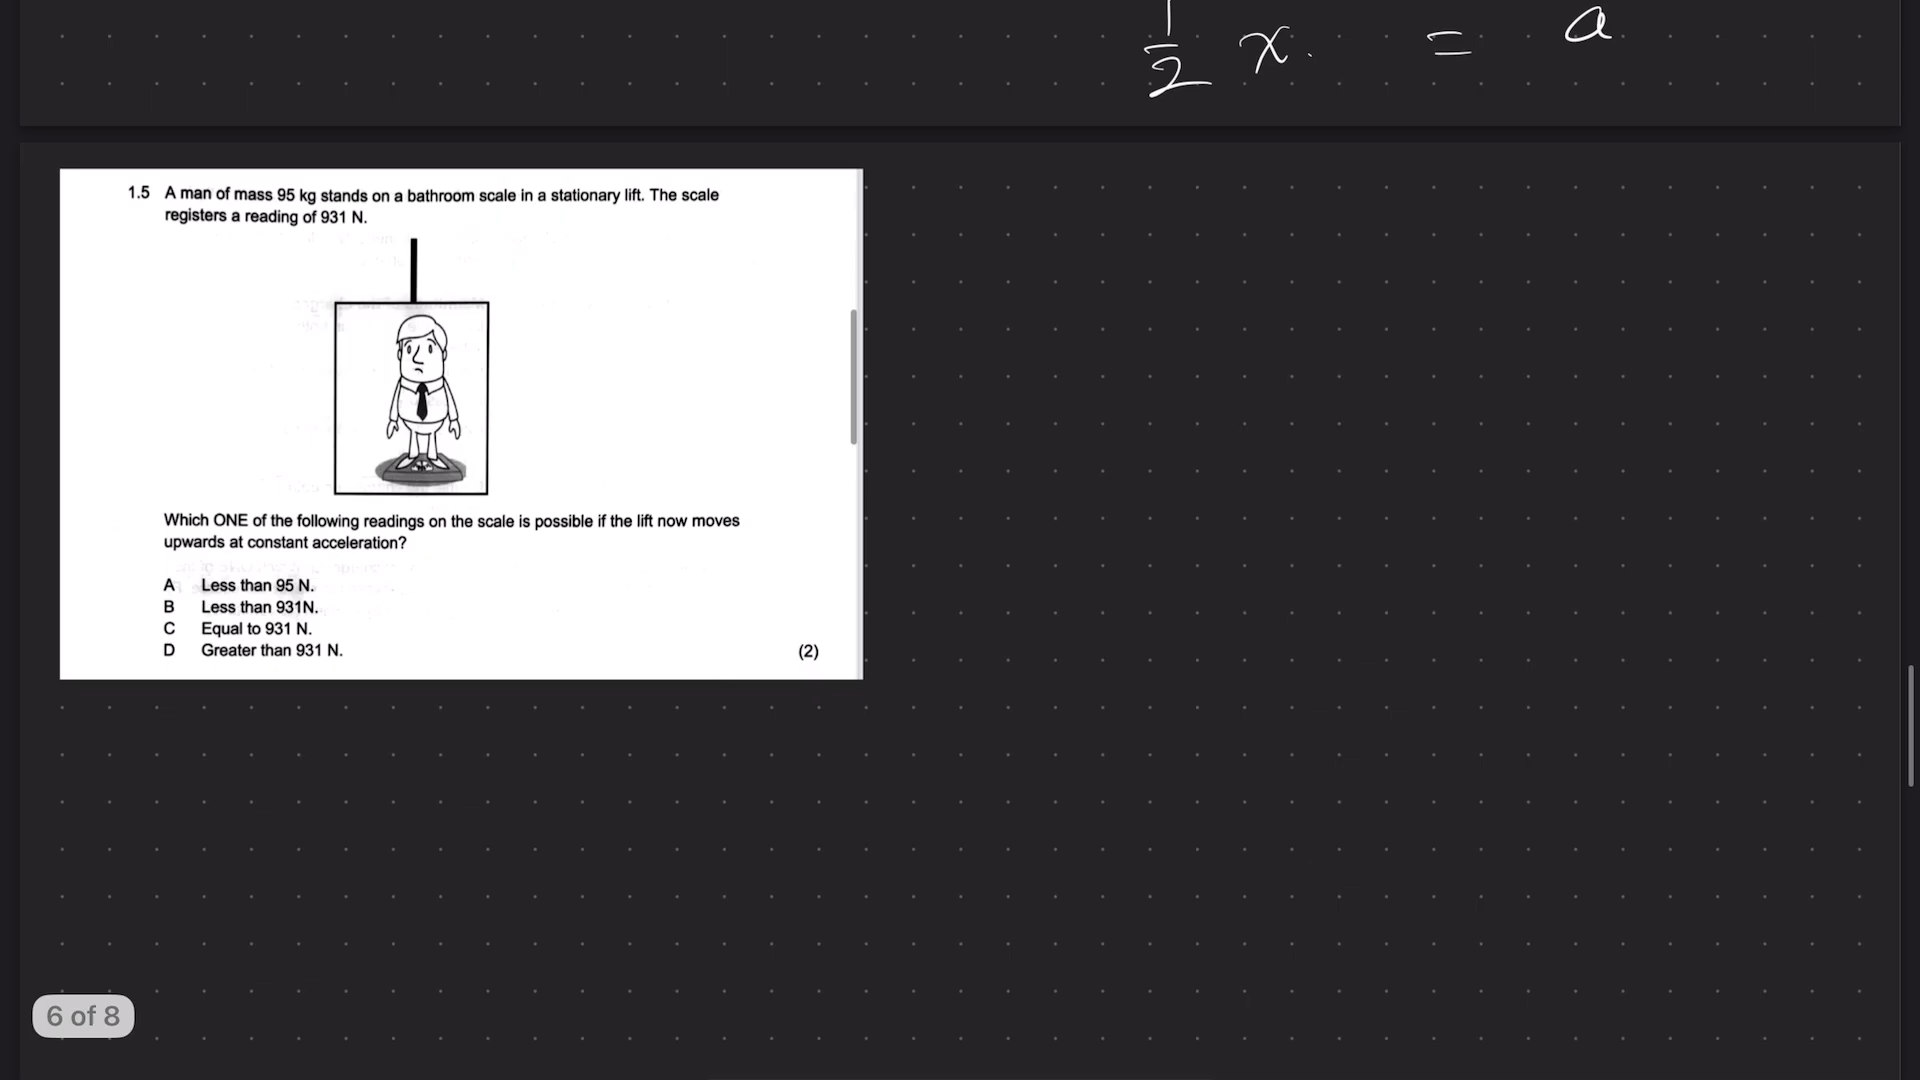 1
2 x. = a
1.5 A man of mass 95 kg stands on a bathroom scale in a stationary lift. The scale
registers a reading of 931 N.
Which ONE of the following readings on the scale is possible if the lift now moves
upwards at constant acceleration?
A Less than 95 N.
B Less than 931N.
C Equal to 931 N.
D Greater than 931 N.
(2)
6 of 8